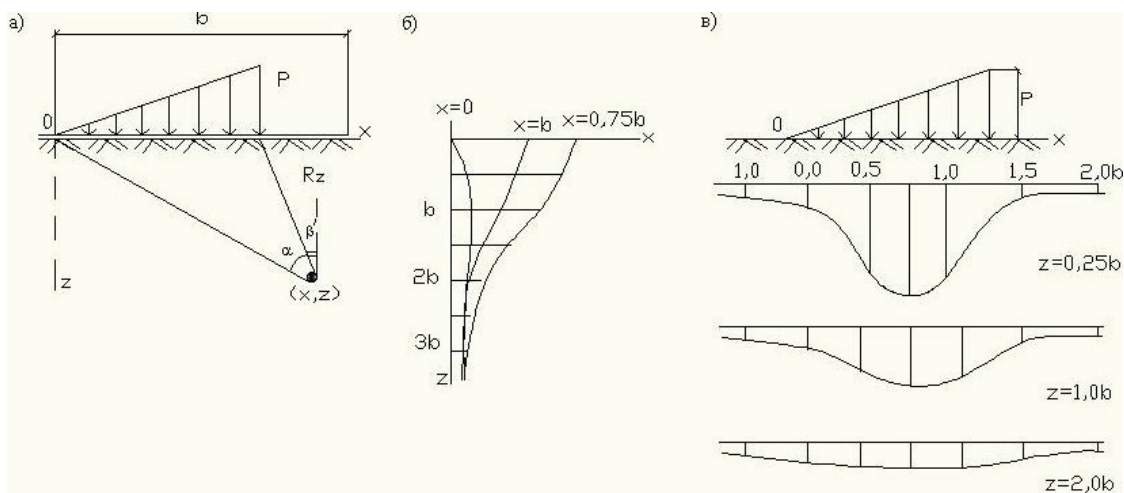 а)
b
0
P
x
Rz
β
α
z
(x,z)
б)
x=0
x=b
x=0,75b
x
b
2b
3b
z
в)
P
0
x
1,0 0,0 0,5 1,0 1,5 2,0b
z=0,25b
z=1,0b
z=2,0b